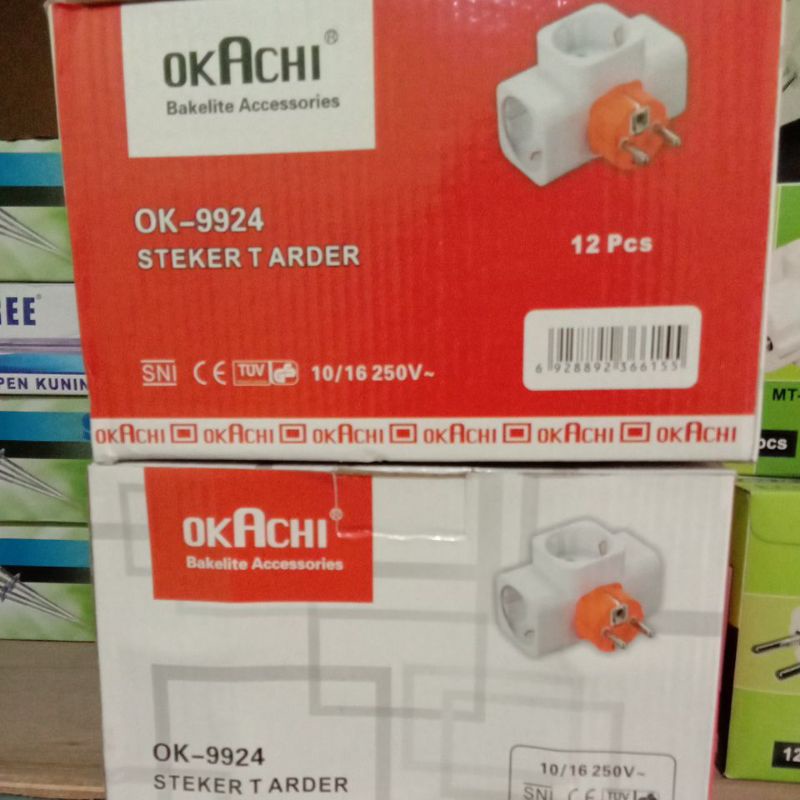 OKACHI®
Bakelite Accessories
OK-9924
STEKER T ARDER
12 Pcs
SNI CE TUV GS 10/16 250V~
6 928892 366155
OKACHI OKACHI OKACHI OKACHI OKACHI OKACHI
OKACHI®
Bakelite Accessories
OK-9924
STEKER T ARDER
10/16 250V~
SNI CE TUV
REE®
PEN KUNIN
MT-
pcs
12